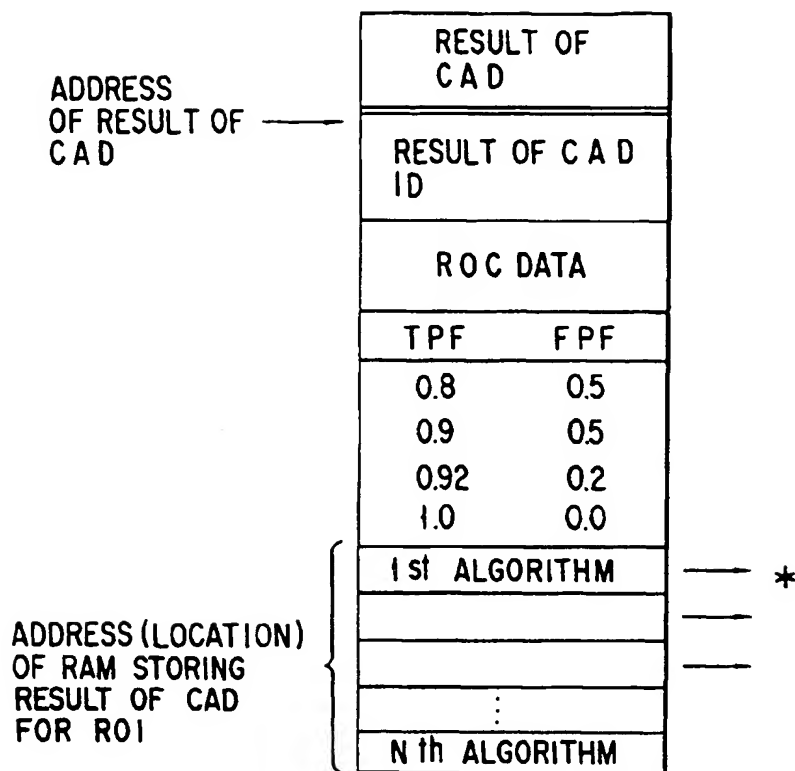 RESULT OF
CAD
ADDRESS
OF RESULT OF
CAD
RESULT OF CAD
ID
ROC DATA
TPF FPF
0.8 0.5
0.9 0.5
0.92 0.2
1.0 0.0
1st ALGORITHM
*
ADDRESS (LOCATION)
OF RAM STORING
RESULT OF CAD
FOR ROI
Nth ALGORITHM